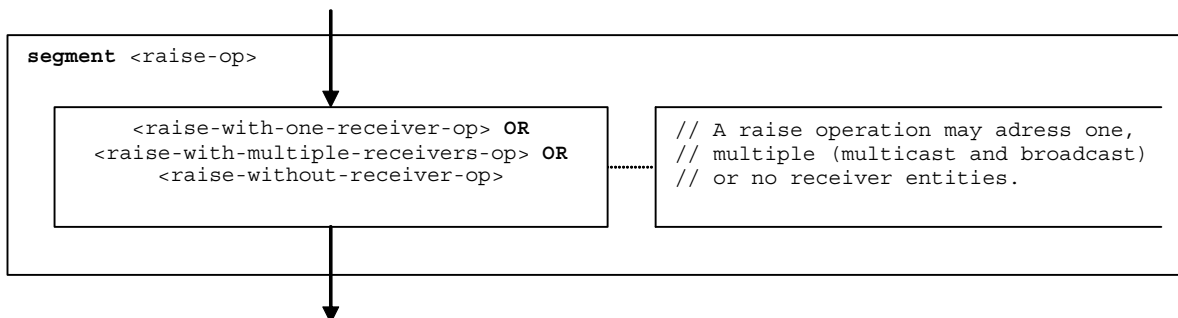 segment <raise-op>
<raise-with-one-receiver-op> OR
<raise-with-multiple-receivers-op> OR
<raise-without-receiver-op>
// A raise operation may adress one,
// multiple (multicast and broadcast)
// or no receiver entities.